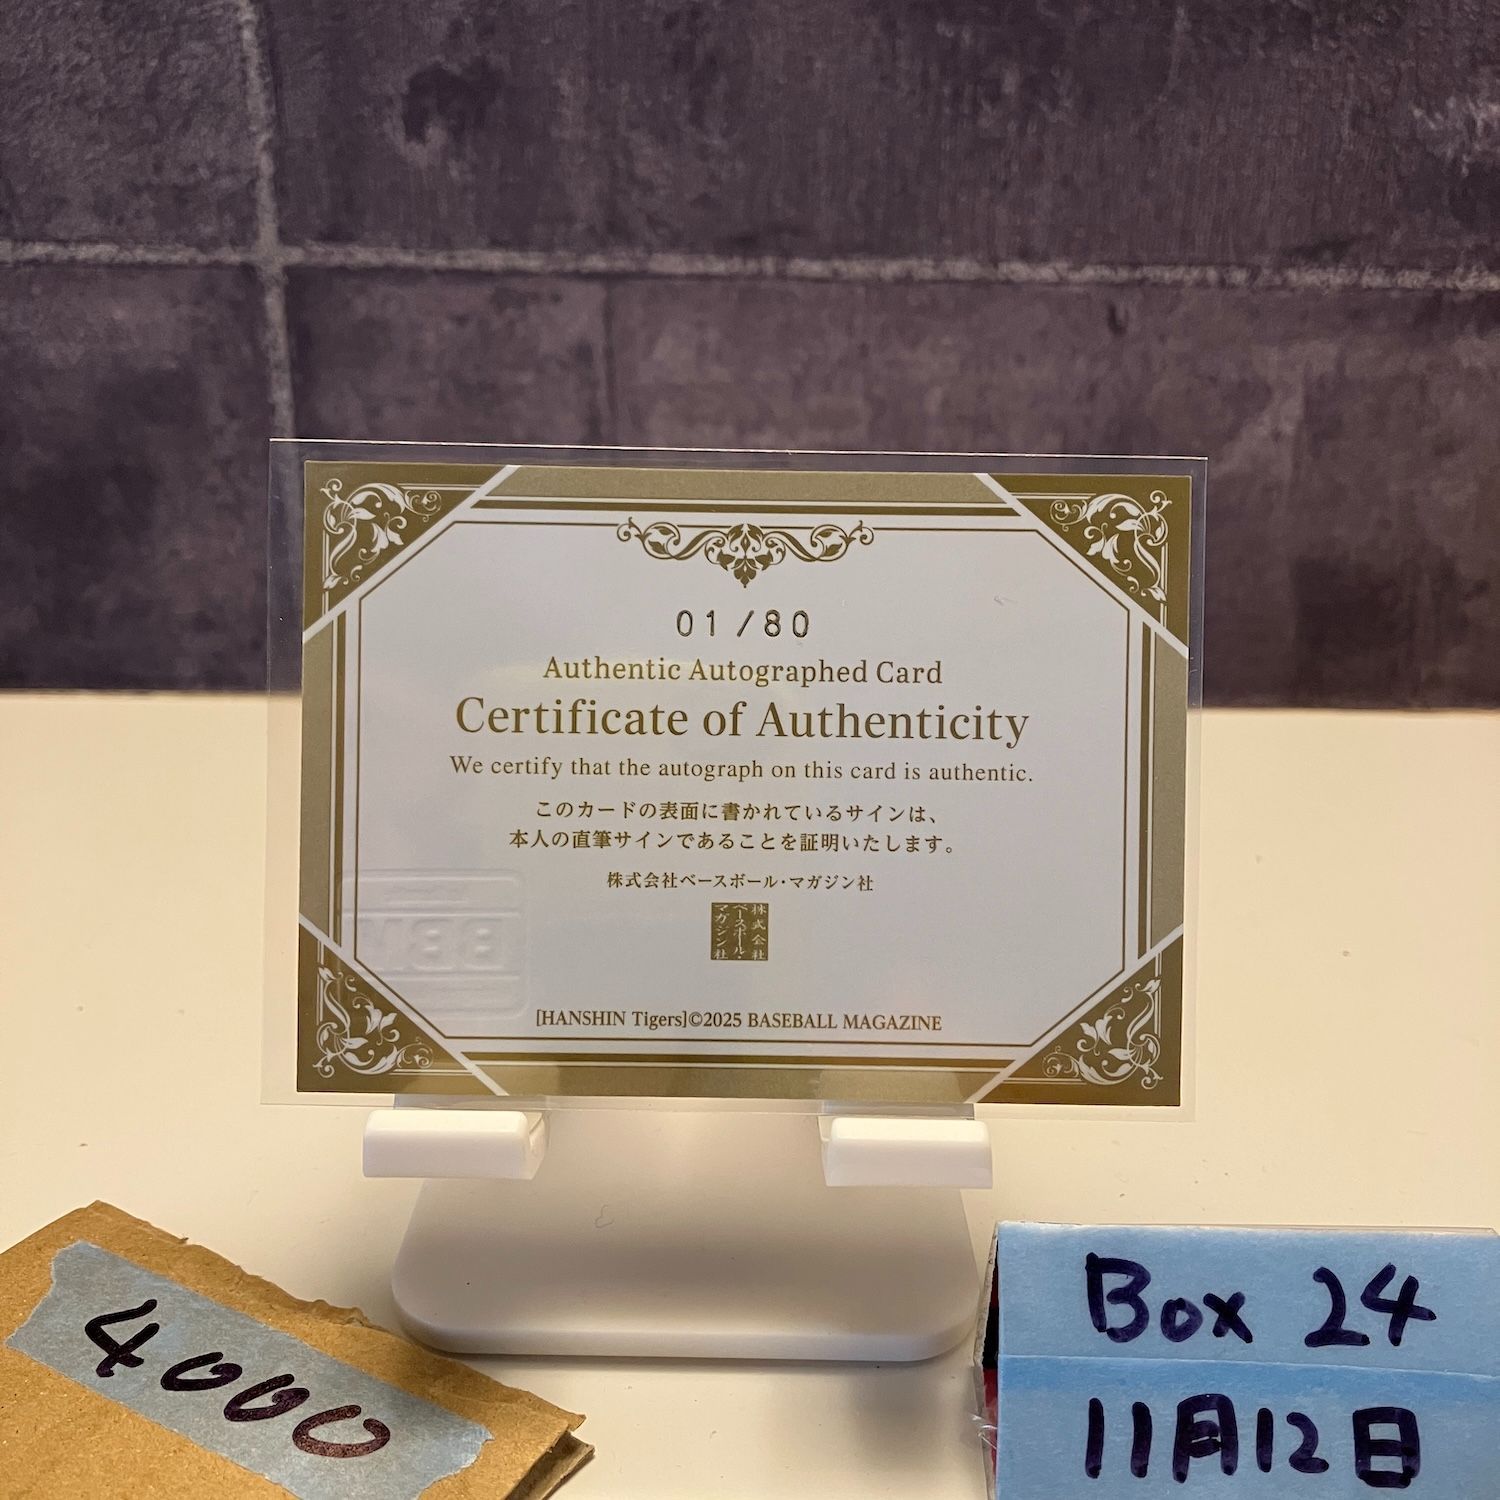 01/80
Authentic Autographed Card
Certificate of Authenticity
We certify that the autograph on this card is authentic.
このカードの表面に書かれているサインは、
本人の直筆サインであることを証明いたします。
株式会社ベースボール・マガジン社
株式会社
ベースボール・
マガジン社
[HANSHIN Tigers]©2025 BASEBALL MAGAZINE
4000
Box 24
11月12日